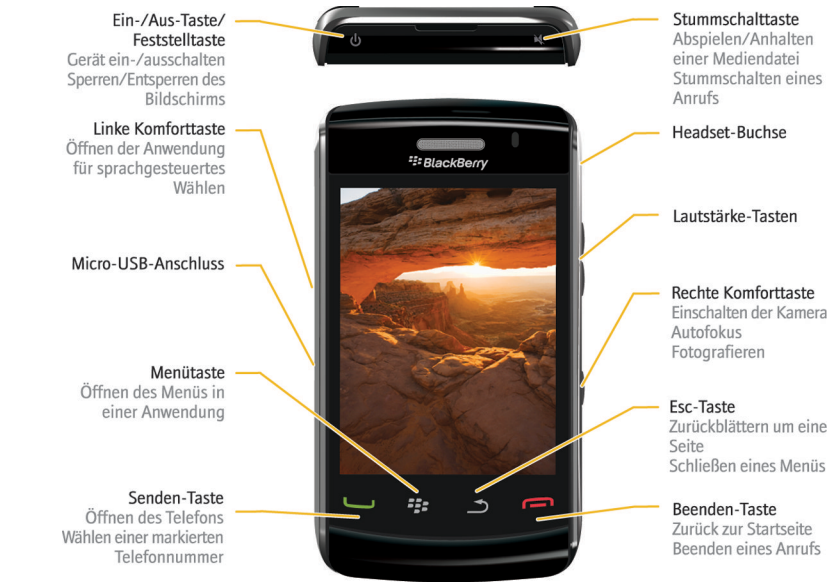 Ein-/Aus-Taste/
Feststelltaste
Gerät ein-/ausschalten
Sperren/Entsperren des
Bildschirms
Linke Komforttaste
Öffnen der Anwendung
für sprachgesteuertes
Wählen
Micro-USB-Anschluss
Menütaste
Öffnen des Menüs in
einer Anwendung
Senden-Taste
Öffnen des Telefons
Wählen einer markierten
Telefonnummer
BlackBerry
Stummschalttaste
Abspielen/Anhalten
einer Mediendatei
Stummschalten eines
Anrufs
Headset-Buchse
Lautstärke-Tasten
Rechte Komforttaste
Einschalten der Kamera
Autofokus
Fotografieren
Esc-Taste
Zurückblättern um eine
Seite
Schließen eines Menüs
Beenden-Taste
Zurück zur Startseite
Beenden eines Anrufs